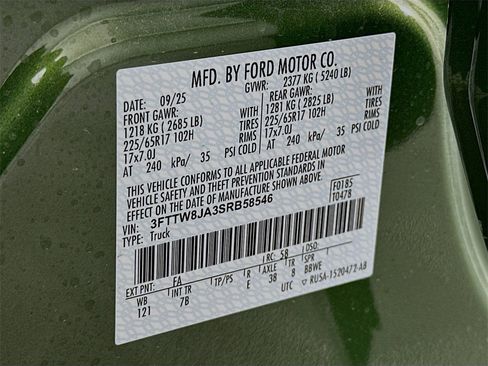 MFD. BY FORD MOTOR CO.
DATE: 09/25 GVWR: 2377 KG ( 5240 LB)
FRONT GAWR: REAR GAWR:
1218 KG ( 2685 LB) 1281 KG ( 2825 LB)
225/65R17 102H WITH TIRES 225/65R17 102H
17x7.0J RIMS 17x7.0J
AT 240 kPa/ 35 PSI COLD AT 240 kPa/ 35 PSI COLD
THIS VEHICLE CONFORMS TO ALL APPLICABLE FEDERAL MOTOR
VEHICLE SAFETY AND THEFT PREVENTION STANDARDS IN
EFFECT ON THE DATE OF MANUFACTURE SHOWN ABOVE.
VIN: 3FTTW8JA3SRB58546 F0185
TYPE: Truck T0478
EXT PNT: FA RC: 58 DSO:
WB INT TR TP/PS R AXLE TR SPR
121 7B E 38 8 BBWE
UTC RUSA-1520472-AB